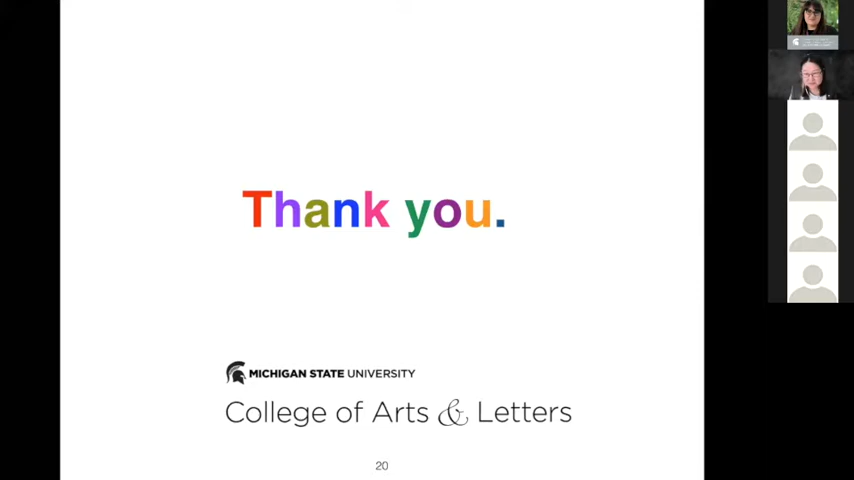 Thank you.
MICHIGAN STATE UNIVERSITY
College of Arts & Letters
20